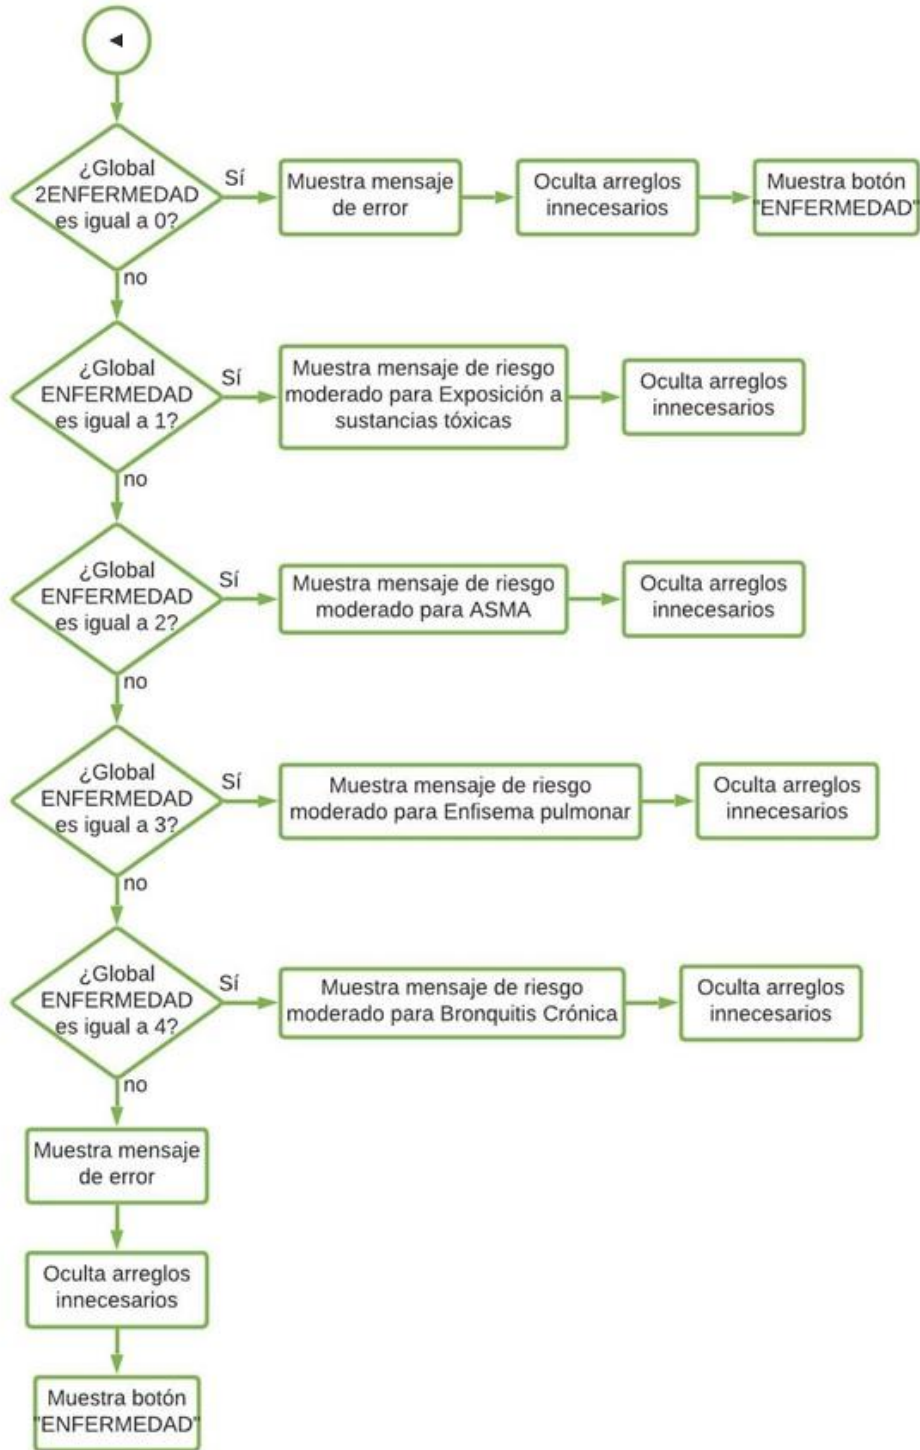 ◄
¿Global
2ENFERMEDAD
es igual a 0?
Sí
Muestra mensaje
de error
Oculta arreglos
innecesarios
Muestra botón
"ENFERMEDAD"
no
¿Global
ENFERMEDAD
es igual a 1?
Sí
Muestra mensaje de riesgo
moderado para Exposición a
sustancias tóxicas
Oculta arreglos
innecesarios
no
¿Global
ENFERMEDAD
es igual a 2?
Sí
Muestra mensaje de riesgo
moderado para ASMA
Oculta arreglos
innecesarios
no
¿Global
ENFERMEDAD
es igual a 3?
Sí
Muestra mensaje de riesgo
moderado para Enfisema pulmonar
Oculta arreglos
innecesarios
no
¿Global
ENFERMEDAD
es igual a 4?
Sí
Muestra mensaje de riesgo
moderado para Bronquitis Crónica
Oculta arreglos
innecesarios
no
Muestra mensaje
de error
Oculta arreglos
innecesarios
Muestra botón
"ENFERMEDAD"